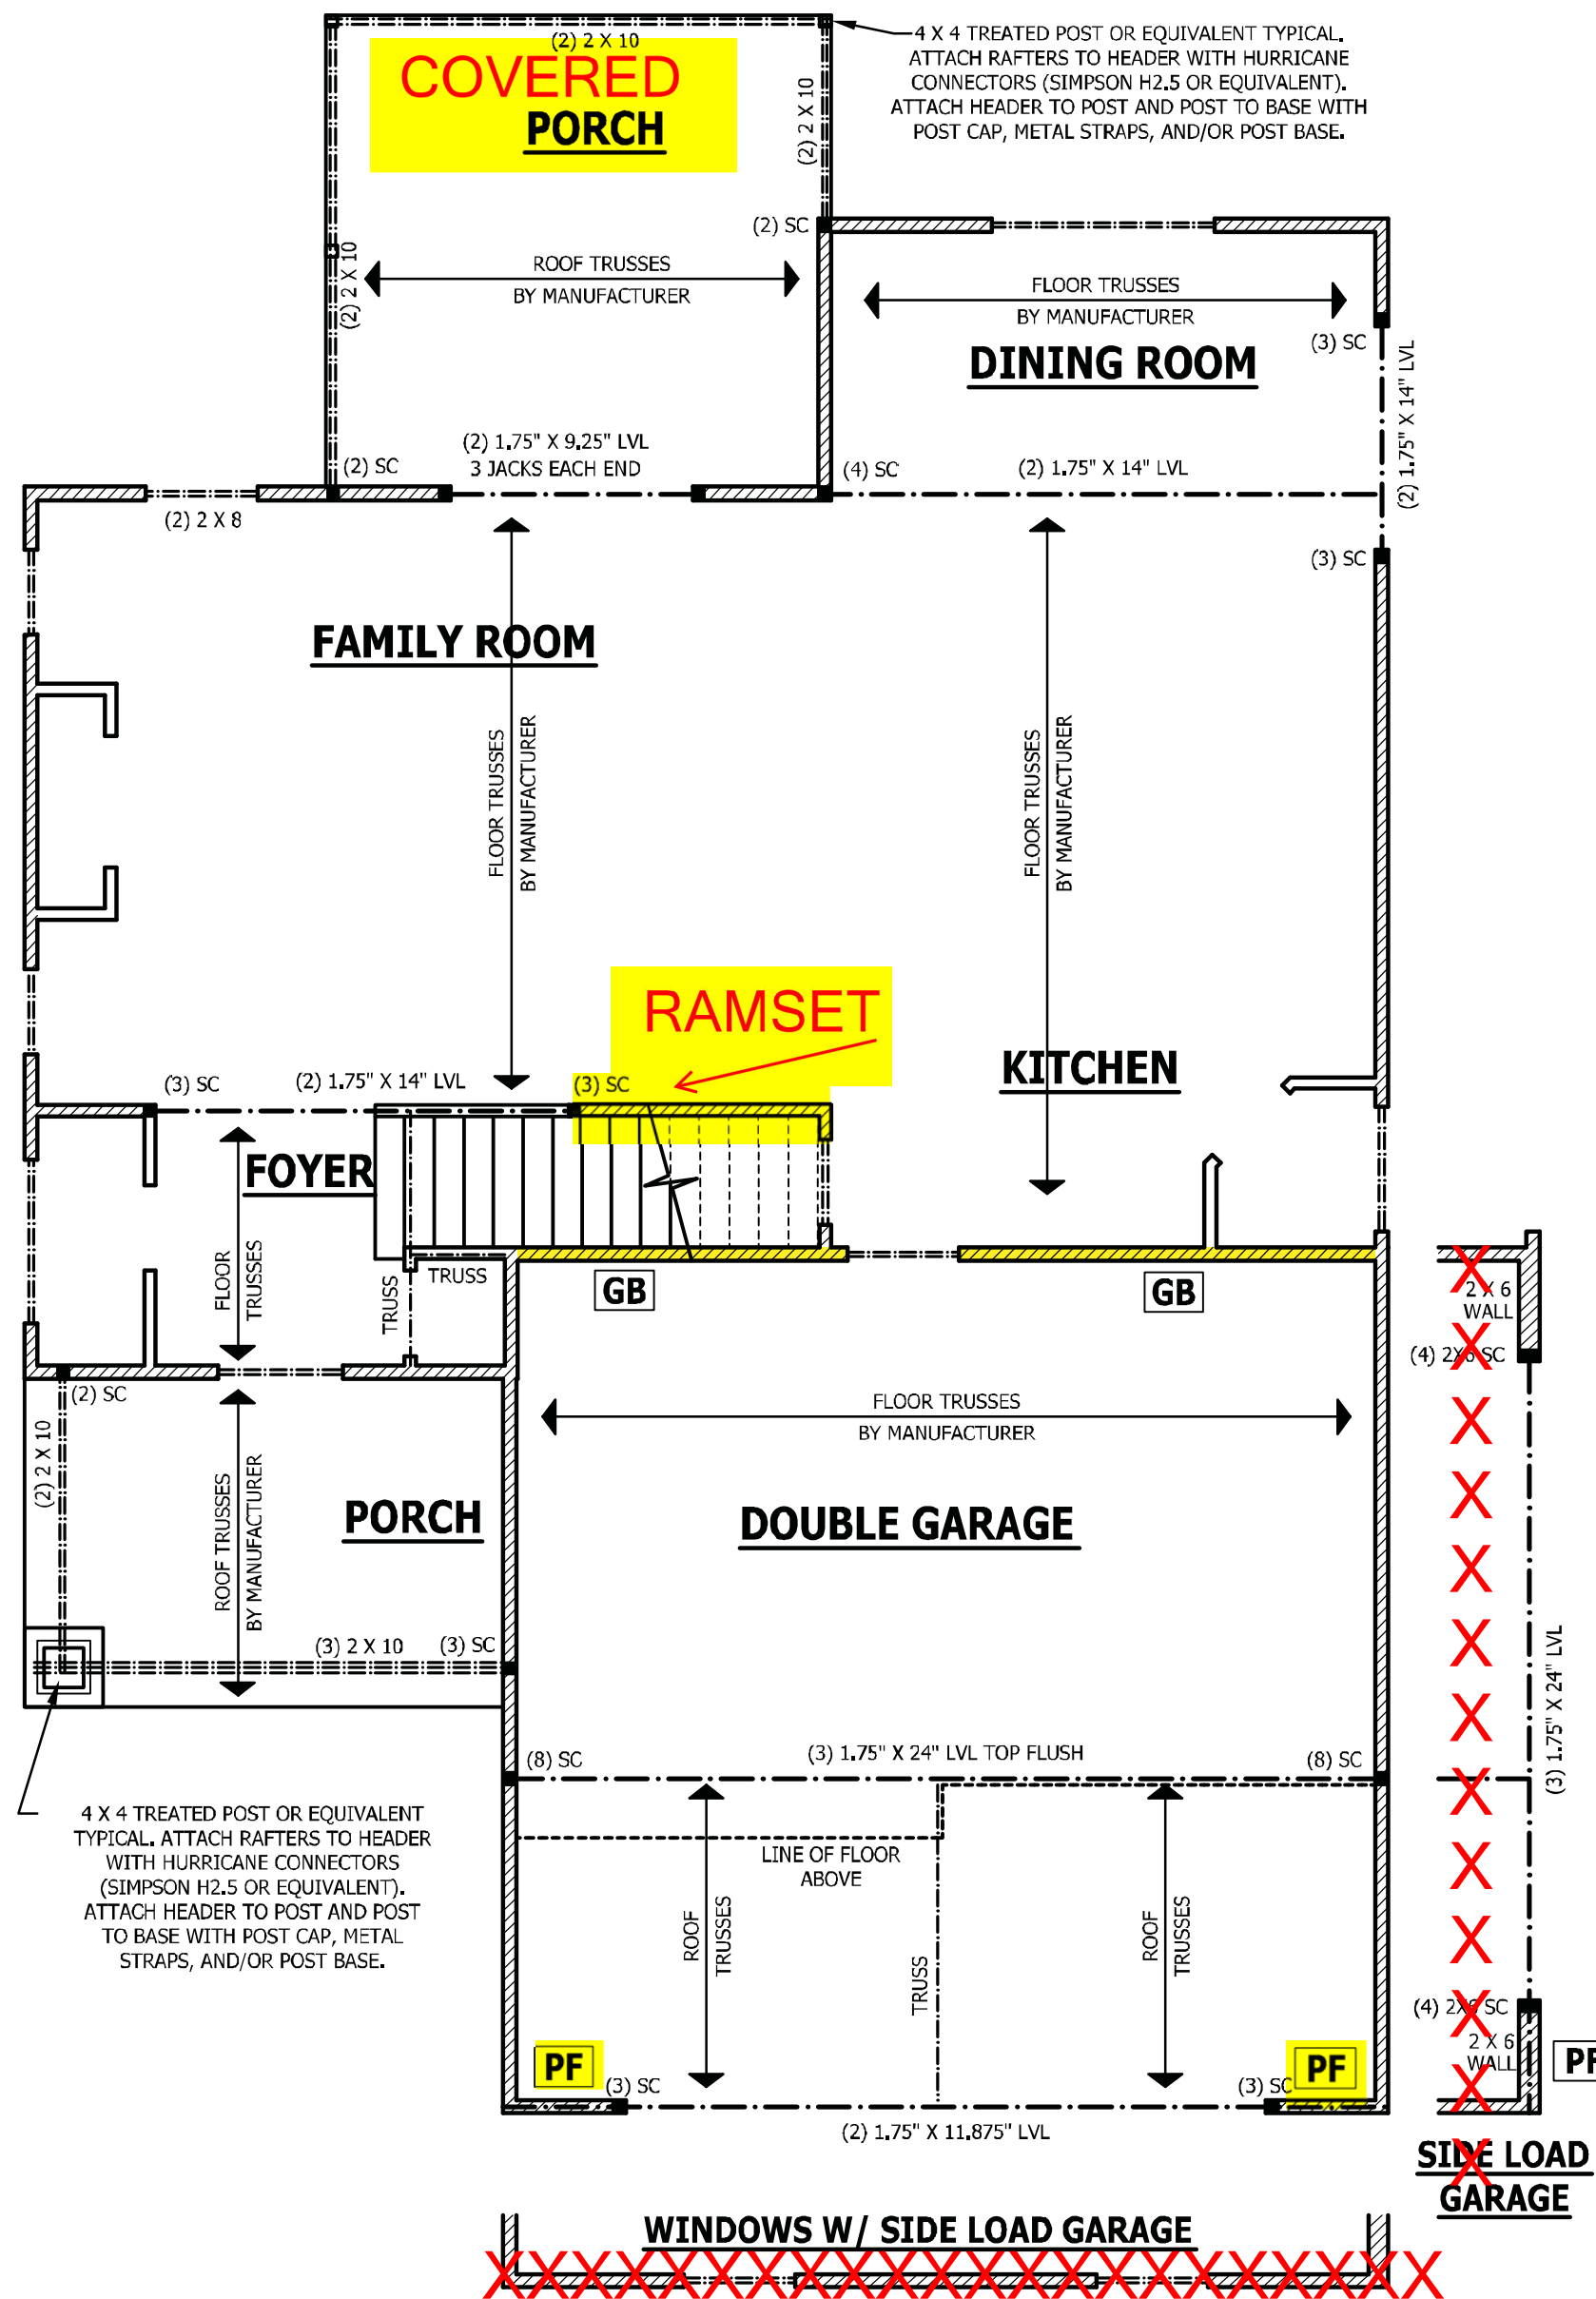 (2) 2 X 10
COVERED
PORCH
(2) 2 X 10
4 X 4 TREATED POST OR EQUIVALENT TYPICAL.
ATTACH RAFTERS TO HEADER WITH HURRICANE
CONNECTORS (SIMPSON H2.5 OR EQUIVALENT).
ATTACH HEADER TO POST AND POST TO BASE WITH
POST CAP, METAL STRAPS, AND/OR POST BASE.
(2) SC
(2) 2 X 10
ROOF TRUSSES
BY MANUFACTURER
FLOOR TRUSSES
BY MANUFACTURER
(3) SC
DINING ROOM
(2) 1.75" X 14" LVL
(2) 1.75" X 9.25" LVL
3 JACKS EACH END
(2) SC
(4) SC
(2) 1.75" X 14" LVL
(2) 2 X 8
(3) SC
FAMILY ROOM
FLOOR TRUSSES
BY MANUFACTURER
FLOOR TRUSSES
BY MANUFACTURER
RAMSET
KITCHEN
(3) SC
(2) 1.75" X 14" LVL
(3) SC
FOYER
FLOOR
TRUSSES
TRUSS
TRUSS
GB
GB
2 X 6
WALL
(4) 2X6 SC
(2) SC
FLOOR TRUSSES
BY MANUFACTURER
(2) 2 X 10
ROOF TRUSSES
BY MANUFACTURER
PORCH
DOUBLE GARAGE
(3) 2 X 10
(3) SC
(3) 1.75" X 24" LVL
(8) SC
(3) 1.75" X 24" LVL TOP FLUSH
(8) SC
4 X 4 TREATED POST OR EQUIVALENT
TYPICAL. ATTACH RAFTERS TO HEADER
WITH HURRICANE CONNECTORS
(SIMPSON H2.5 OR EQUIVALENT).
ATTACH HEADER TO POST AND POST
TO BASE WITH POST CAP, METAL
STRAPS, AND/OR POST BASE.
LINE OF FLOOR
ABOVE
ROOF
TRUSSES
TRUSS
ROOF
TRUSSES
(4) 2X6 SC
2 X 6
WALL
PF
PF
PF
(3) SC
(3) SC
(2) 1.75" X 11.875" LVL
SIDE LOAD
GARAGE
WINDOWS W/ SIDE LOAD GARAGE
X
X
X
X
X
X
X
X
X
X
X
X
X
XXXXXXXXXXXXXXXXXXXXXX